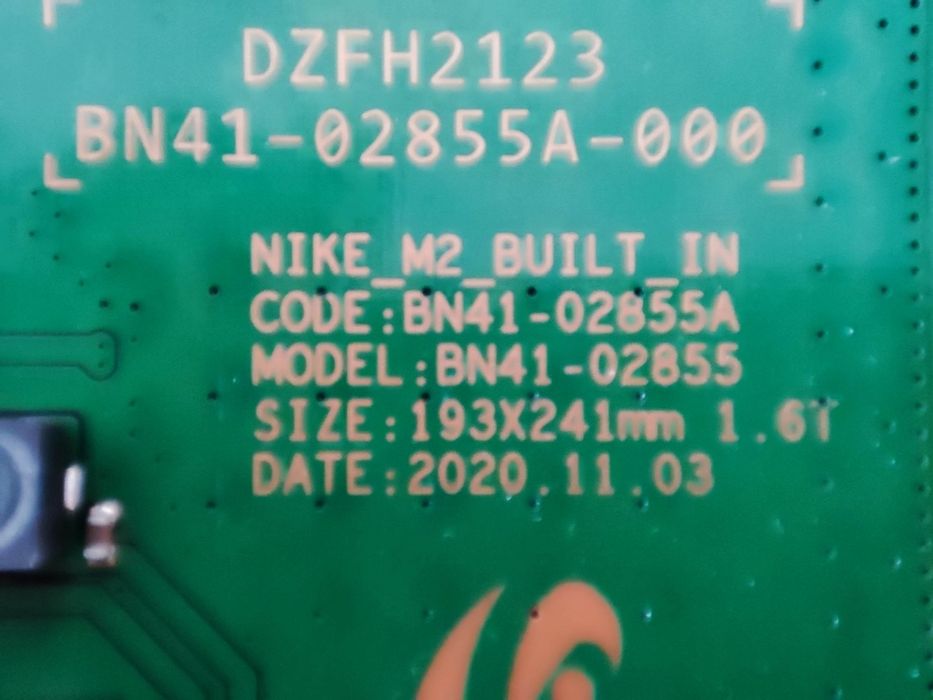 DZFH2123
BN41-02855A-000
NIKE_M2_BUILT_IN
CODE:BN41-02855A
MODEL:BN41-02855
SIZE:193X241mm 1.6T
DATE:2020.11.03